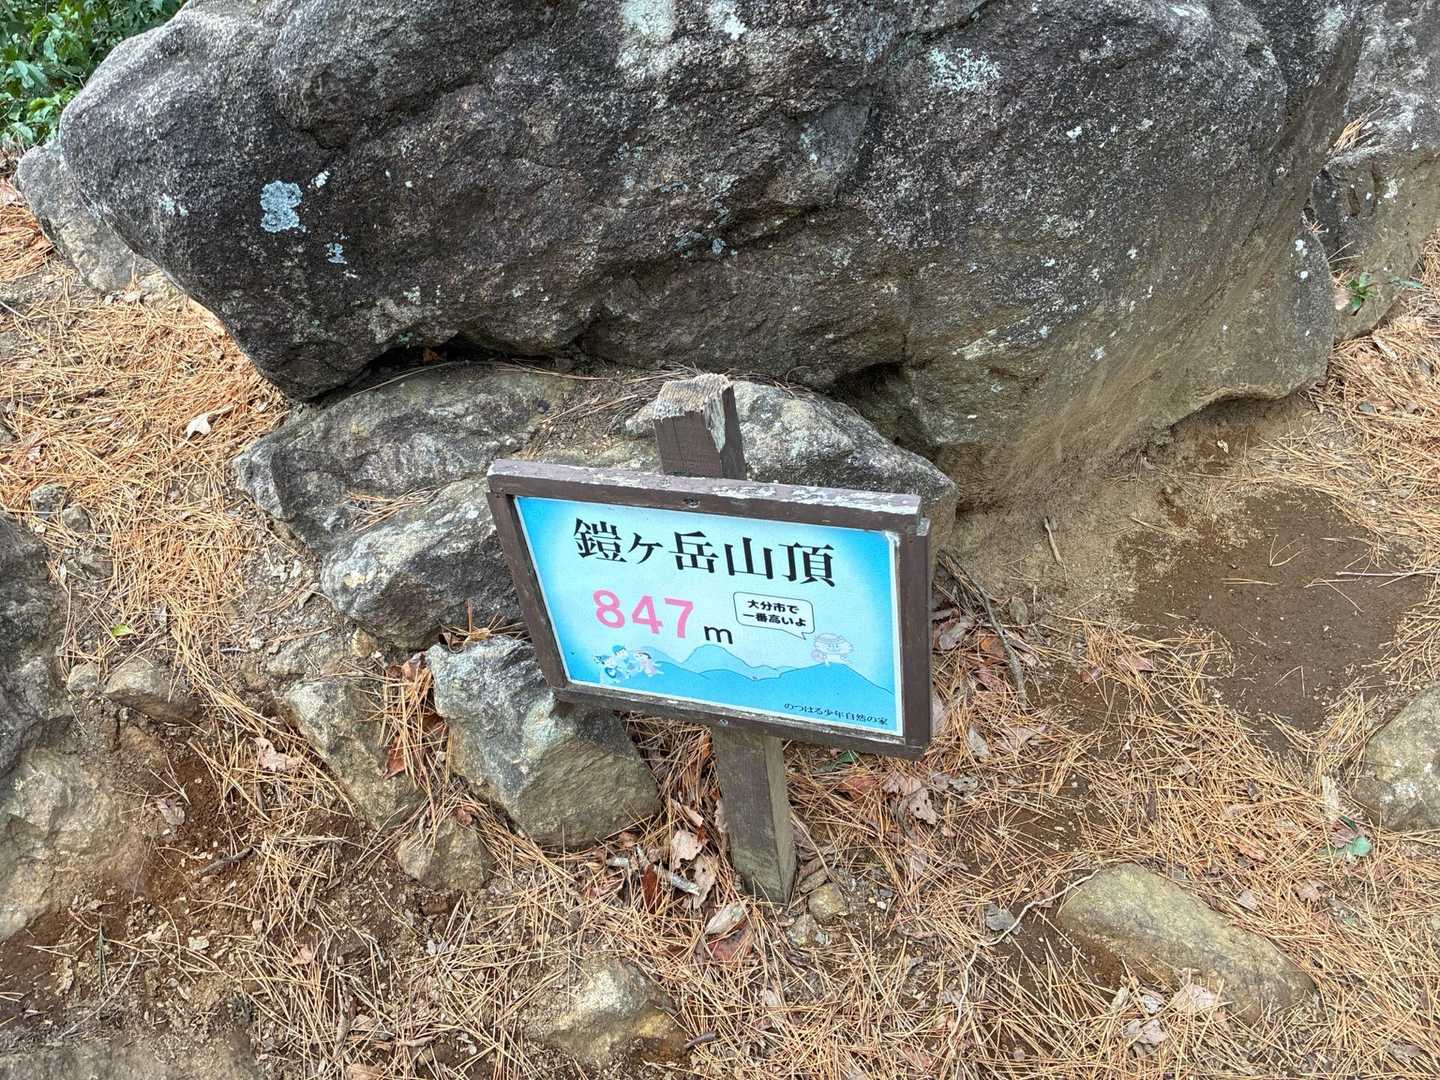 鎧ヶ岳山頂
847m
大分市で
一番高いよ
のつはる少年自然の家